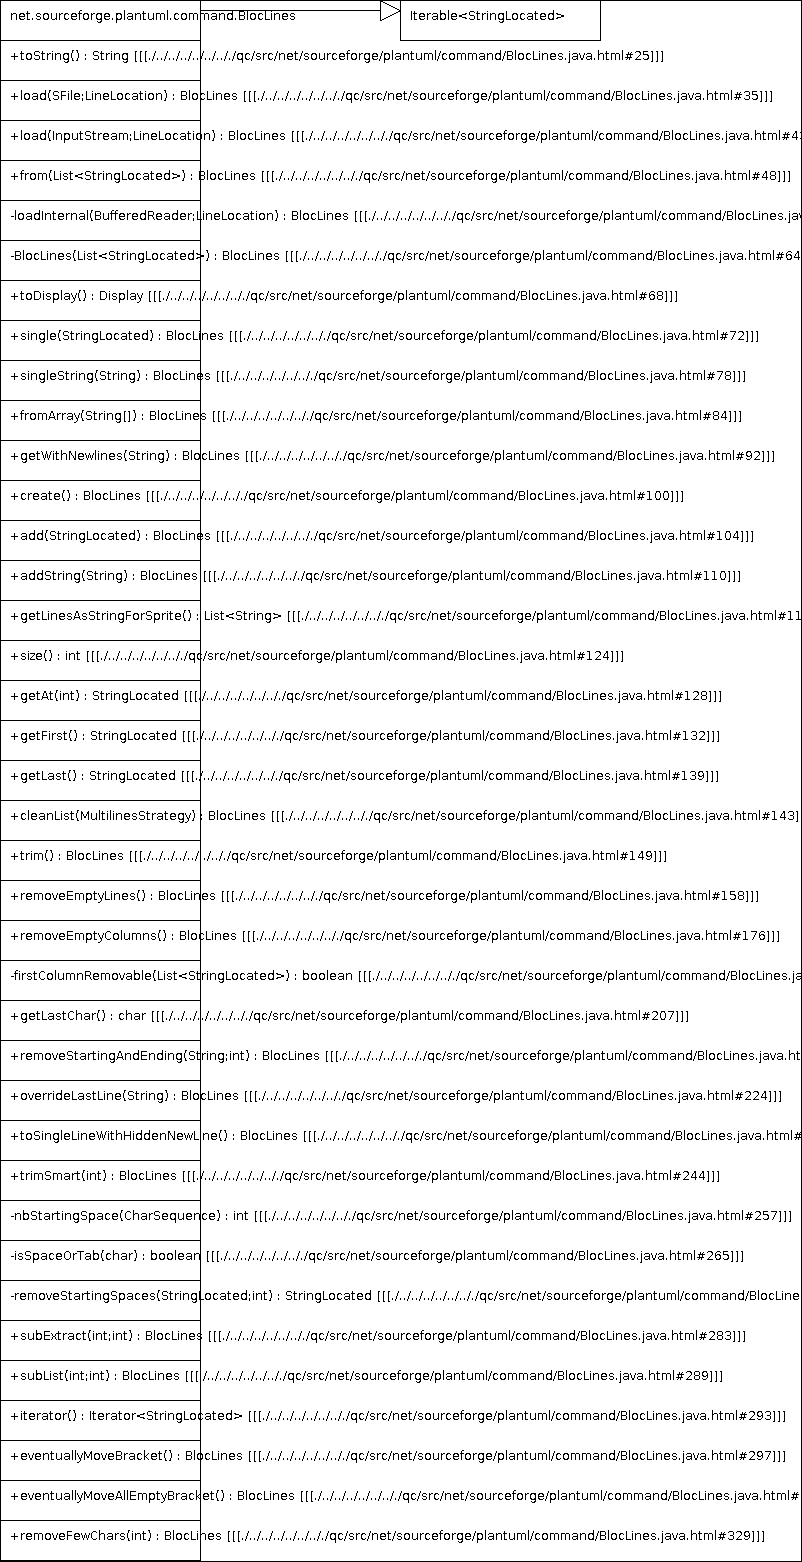 net.sourceforge.plantuml.command.BlocLines
Iterable<StringLocated>
+toString() : String [[[./../../../../../../../qc/src/net/sourceforge/plantuml/command/BlocLines.java.html#25]]]
+load(SFile;LineLocation) : BlocLines [[[./../../../../../../../qc/src/net/sourceforge/plantuml/command/BlocLines.java.html#35]]]
+load(InputStream;LineLocation) : BlocLines [[[./../../../../../../../qc/src/net/sourceforge/plantuml/command/BlocLines.java.html#4
+from(List<StringLocated>) : BlocLines [[[./../../../../../../../qc/src/net/sourceforge/plantuml/command/BlocLines.java.html#48]]]
-loadInternal(BufferedReader;LineLocation) : BlocLines [[[./../../../../../../../qc/src/net/sourceforge/plantuml/command/BlocLines.jav
-BlocLines(List<StringLocated>) : BlocLines [[[./../../../../../../../qc/src/net/sourceforge/plantuml/command/BlocLines.java.html#64
+toDisplay() : Display [[[./../../../../../../../qc/src/net/sourceforge/plantuml/command/BlocLines.java.html#68]]]
+single(StringLocated) : BlocLines [[[./../../../../../../../qc/src/net/sourceforge/plantuml/command/BlocLines.java.html#72]]]
+singleString(String) : BlocLines [[[./../../../../../../../qc/src/net/sourceforge/plantuml/command/BlocLines.java.html#78]]]
+fromArray(String[]) : BlocLines [[[./../../../../../../../qc/src/net/sourceforge/plantuml/command/BlocLines.java.html#84]]]
+getWithNewlines(String) : BlocLines [[[./../../../../../../../qc/src/net/sourceforge/plantuml/command/BlocLines.java.html#92]]]
+create() : BlocLines [[[./../../../../../../../qc/src/net/sourceforge/plantuml/command/BlocLines.java.html#100]]]
+add(StringLocated) : BlocLines [[[./../../../../../../../qc/src/net/sourceforge/plantuml/command/BlocLines.java.html#104]]]
+addString(String) : BlocLines [[[./../../../../../../../qc/src/net/sourceforge/plantuml/command/BlocLines.java.html#110]]]
+getLinesAsStringForSprite() : List<String> [[[./../../../../../../../qc/src/net/sourceforge/plantuml/command/BlocLines.java.html#11
+size() : int [[[./../../../../../../../qc/src/net/sourceforge/plantuml/command/BlocLines.java.html#124]]]
+getAt(int) : StringLocated [[[./../../../../../../../qc/src/net/sourceforge/plantuml/command/BlocLines.java.html#128]]]
+getFirst() : StringLocated [[[./../../../../../../../qc/src/net/sourceforge/plantuml/command/BlocLines.java.html#132]]]
+getLast() : StringLocated [[[./../../../../../../../qc/src/net/sourceforge/plantuml/command/BlocLines.java.html#139]]]
+cleanList(MultilinesStrategy) : BlocLines [[[./../../../../../../../qc/src/net/sourceforge/plantuml/command/BlocLines.java.html#143]
+trim() : BlocLines [[[./../../../../../../../qc/src/net/sourceforge/plantuml/command/BlocLines.java.html#149]]]
+removeEmptyLines() : BlocLines [[[./../../../../../../../qc/src/net/sourceforge/plantuml/command/BlocLines.java.html#158]]]
+removeEmptyColumns() : BlocLines [[[./../../../../../../../qc/src/net/sourceforge/plantuml/command/BlocLines.java.html#176]]]
-firstColumnRemovable(List<StringLocated>) : boolean [[[./../../../../../../../qc/src/net/sourceforge/plantuml/command/BlocLines.ja
+getLastChar() : char [[[./../../../../../../../qc/src/net/sourceforge/plantuml/command/BlocLines.java.html#207]]]
+removeStartingAndEnding(String;int) : BlocLines [[[./../../../../../../../qc/src/net/sourceforge/plantuml/command/BlocLines.java.ht
+overrideLastLine(String) : BlocLines [[[./../../../../../../../qc/src/net/sourceforge/plantuml/command/BlocLines.java.html#224]]]
+toSingleLineWithHiddenNewLine() : BlocLines [[[./../../../../../../../qc/src/net/sourceforge/plantuml/command/BlocLines.java.html#
+trimSmart(int) : BlocLines [[[./../../../../../../../qc/src/net/sourceforge/plantuml/command/BlocLines.java.html#244]]]
-nbStartingSpace(CharSequence) : int [[[./../../../../../../../qc/src/net/sourceforge/plantuml/command/BlocLines.java.html#257]]]
-isSpaceOrTab(char) : boolean [[[./../../../../../../../qc/src/net/sourceforge/plantuml/command/BlocLines.java.html#265]]]
-removeStartingSpaces(StringLocated;int) : StringLocated [[[./../../../../../../../qc/src/net/sourceforge/plantuml/command/BlocLine
+subExtract(int;int) : BlocLines [[[./../../../../../../../qc/src/net/sourceforge/plantuml/command/BlocLines.java.html#283]]]
+subList(int;int) : BlocLines [[[./../../../../../../../qc/src/net/sourceforge/plantuml/command/BlocLines.java.html#289]]]
+iterator() : Iterator<StringLocated> [[[./../../../../../../../qc/src/net/sourceforge/plantuml/command/BlocLines.java.html#293]]]
+eventuallyMoveBracket() : BlocLines [[[./../../../../../../../qc/src/net/sourceforge/plantuml/command/BlocLines.java.html#297]]]
+eventuallyMoveAllEmptyBracket() : BlocLines [[[./../../../../../../../qc/src/net/sourceforge/plantuml/command/BlocLines.java.html#
+removeFewChars(int) : BlocLines [[[./../../../../../../../qc/src/net/sourceforge/plantuml/command/BlocLines.java.html#329]]]